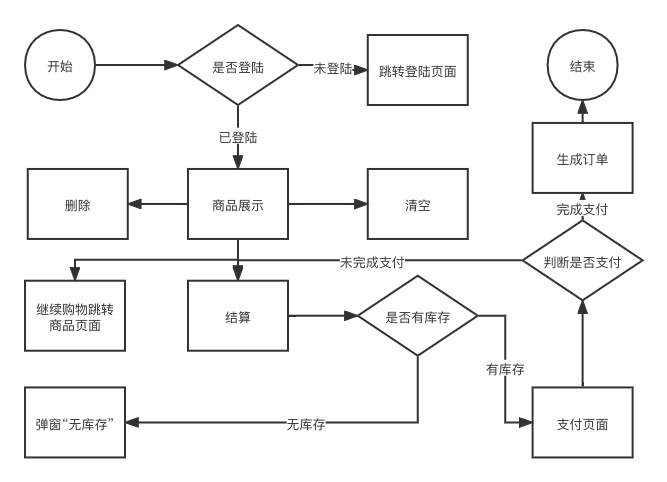 开始
是否登陆
未登陆
跳转登陆页面
结束
已登陆
生成订单
删除
商品展示
清空
完成支付
未完成支付
判断是否支付
继续购物跳转
商品页面
结算
是否有库存
有库存
弹窗“无库存”
无库存
支付页面